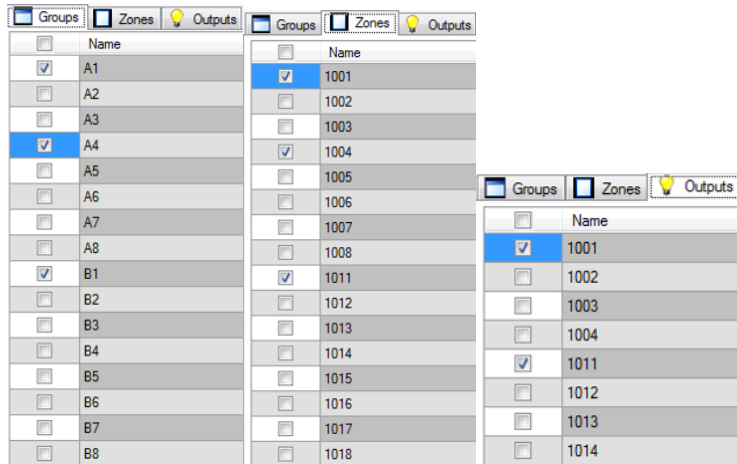 Groups Zones Outputs
Name
A1
A2
A3
A4
A5
A6
A7
A8
B1
B2
B3
B4
B5
B6
B7
B8
Groups Zones Outputs
Name
1001
1002
1003
1004
1005
1006
1007
1008
1011
1012
1013
1014
1015
1016
1017
1018
Groups Zones Outputs
Name
1001
1002
1003
1004
1011
1012
1013
1014